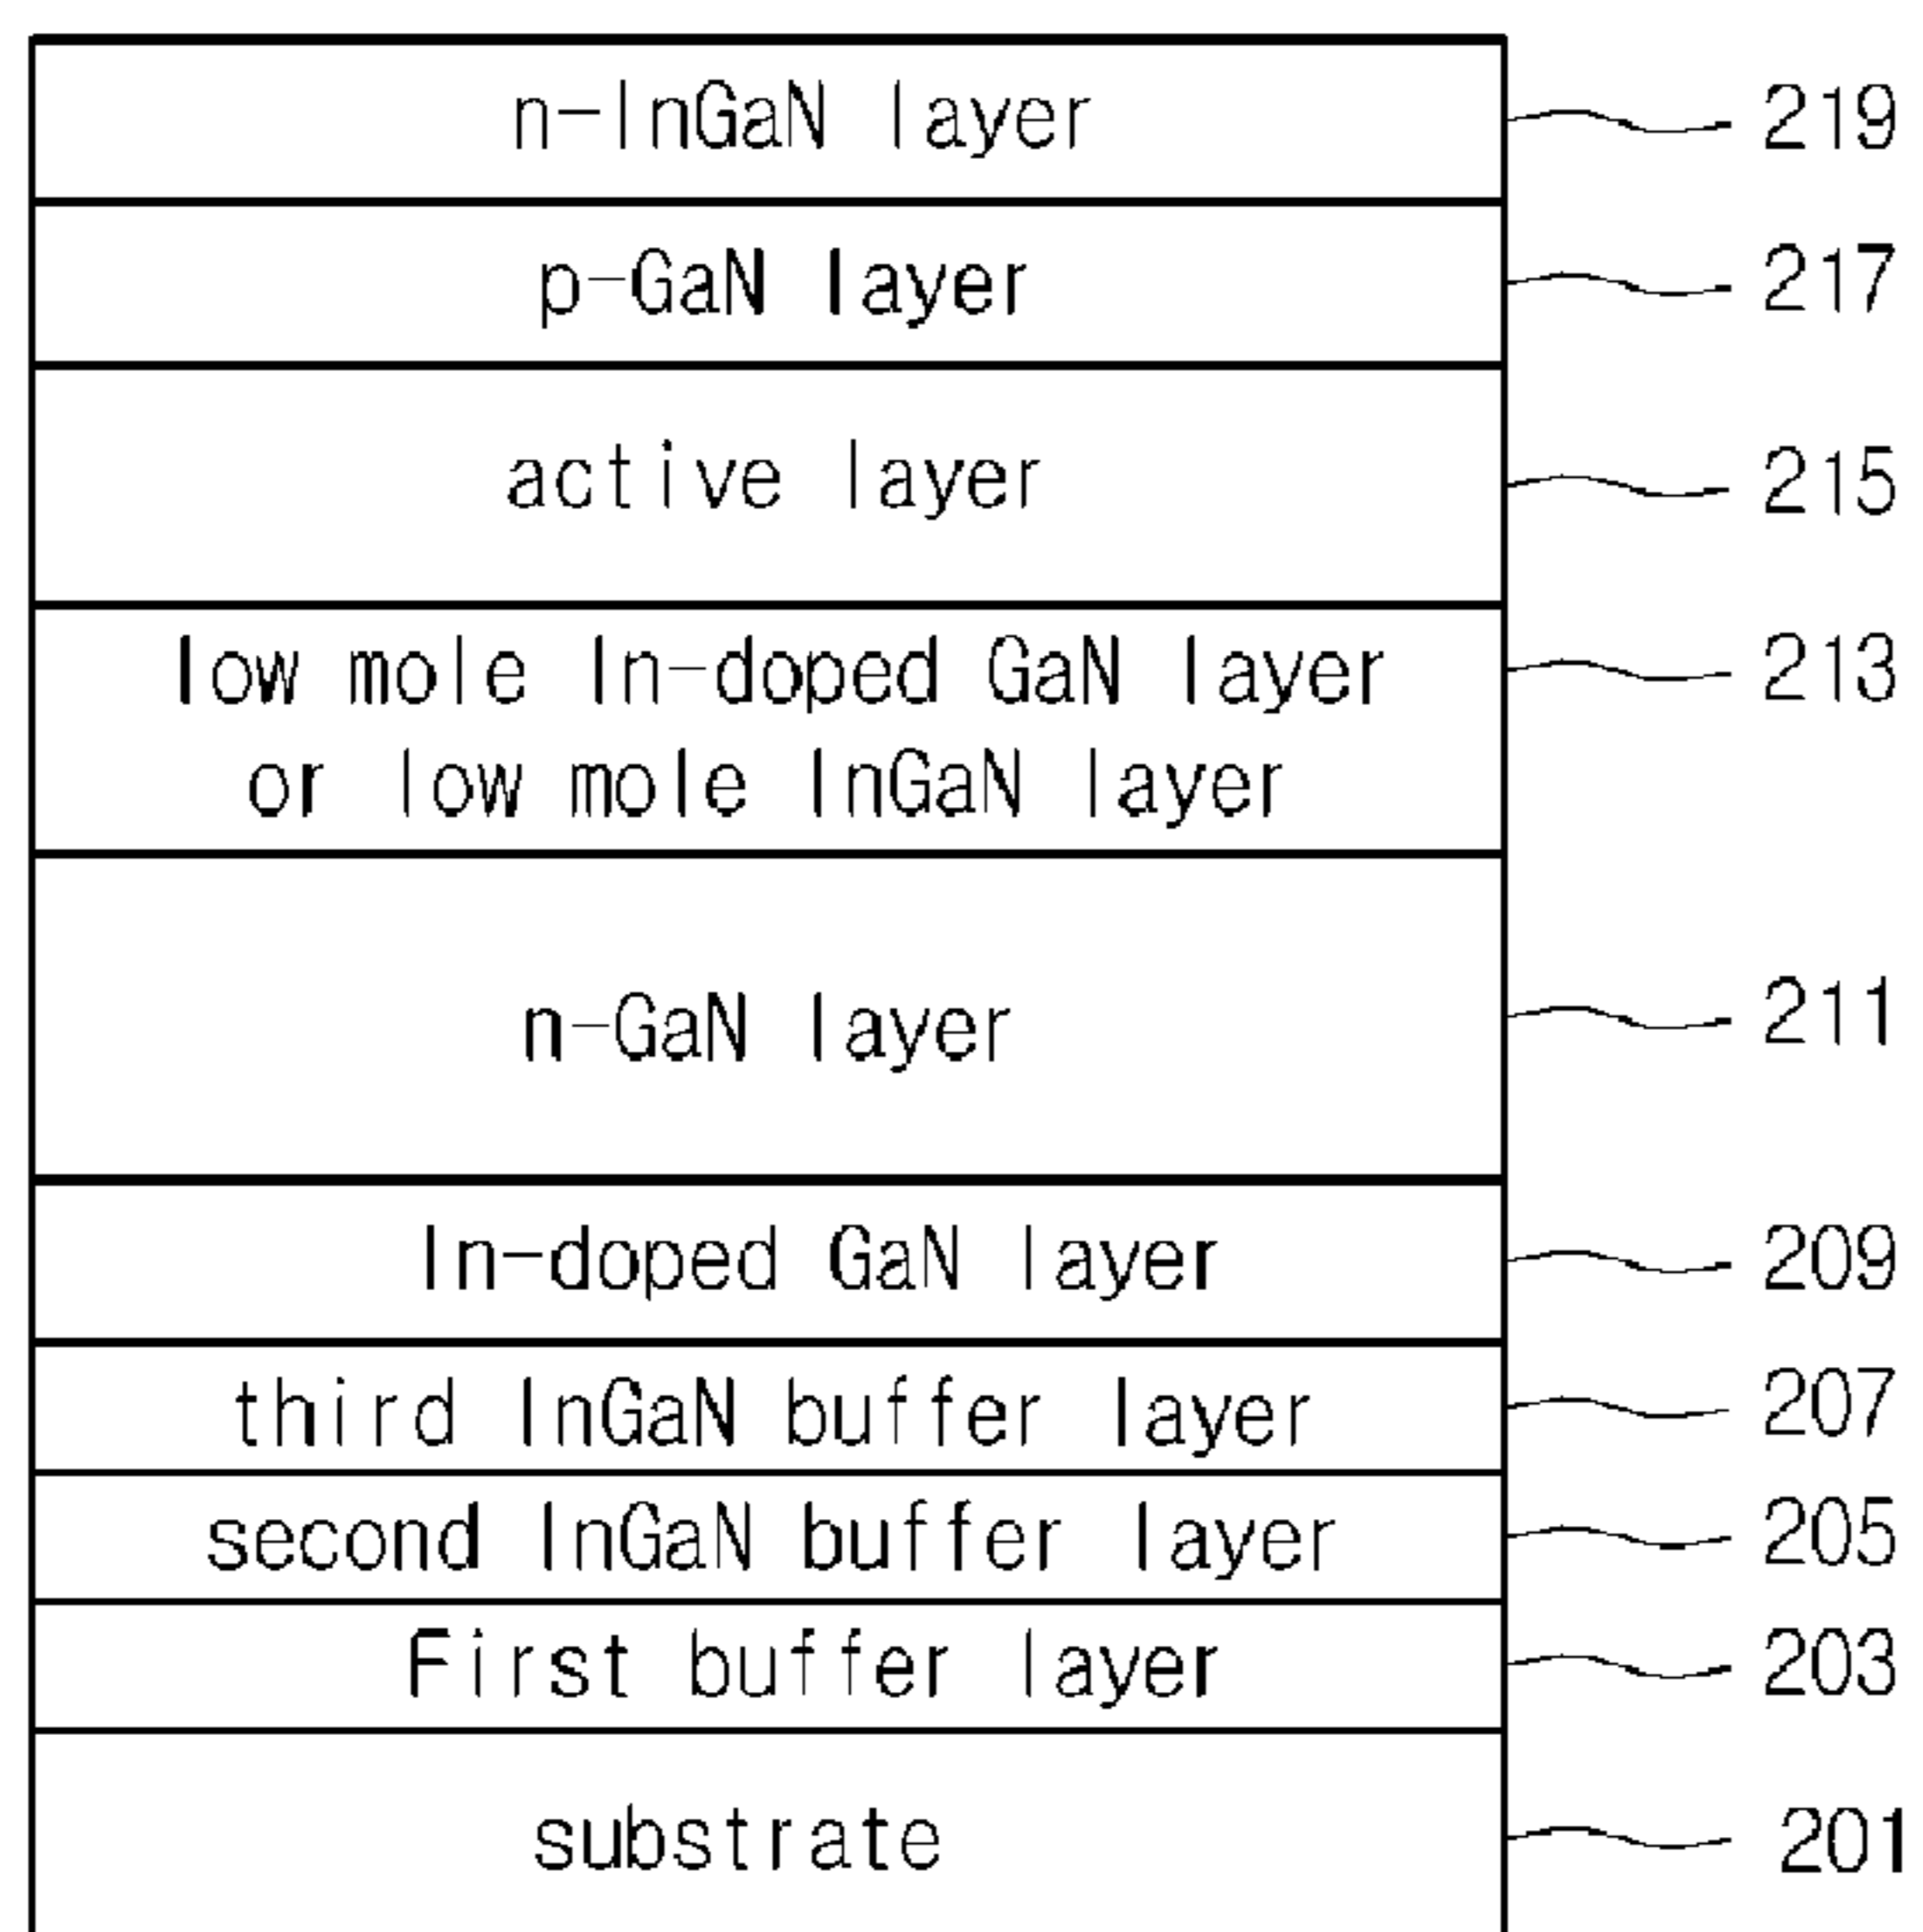 n-InGaN layer 219
p-GaN layer 217
active layer 215
low mole In-doped GaN layer 213
or low mole InGaN layer
n-GaN layer 211
In-doped GaN layer 209
third InGaN buffer layer 207
second InGaN buffer layer 205
First buffer layer 203
substrate 201